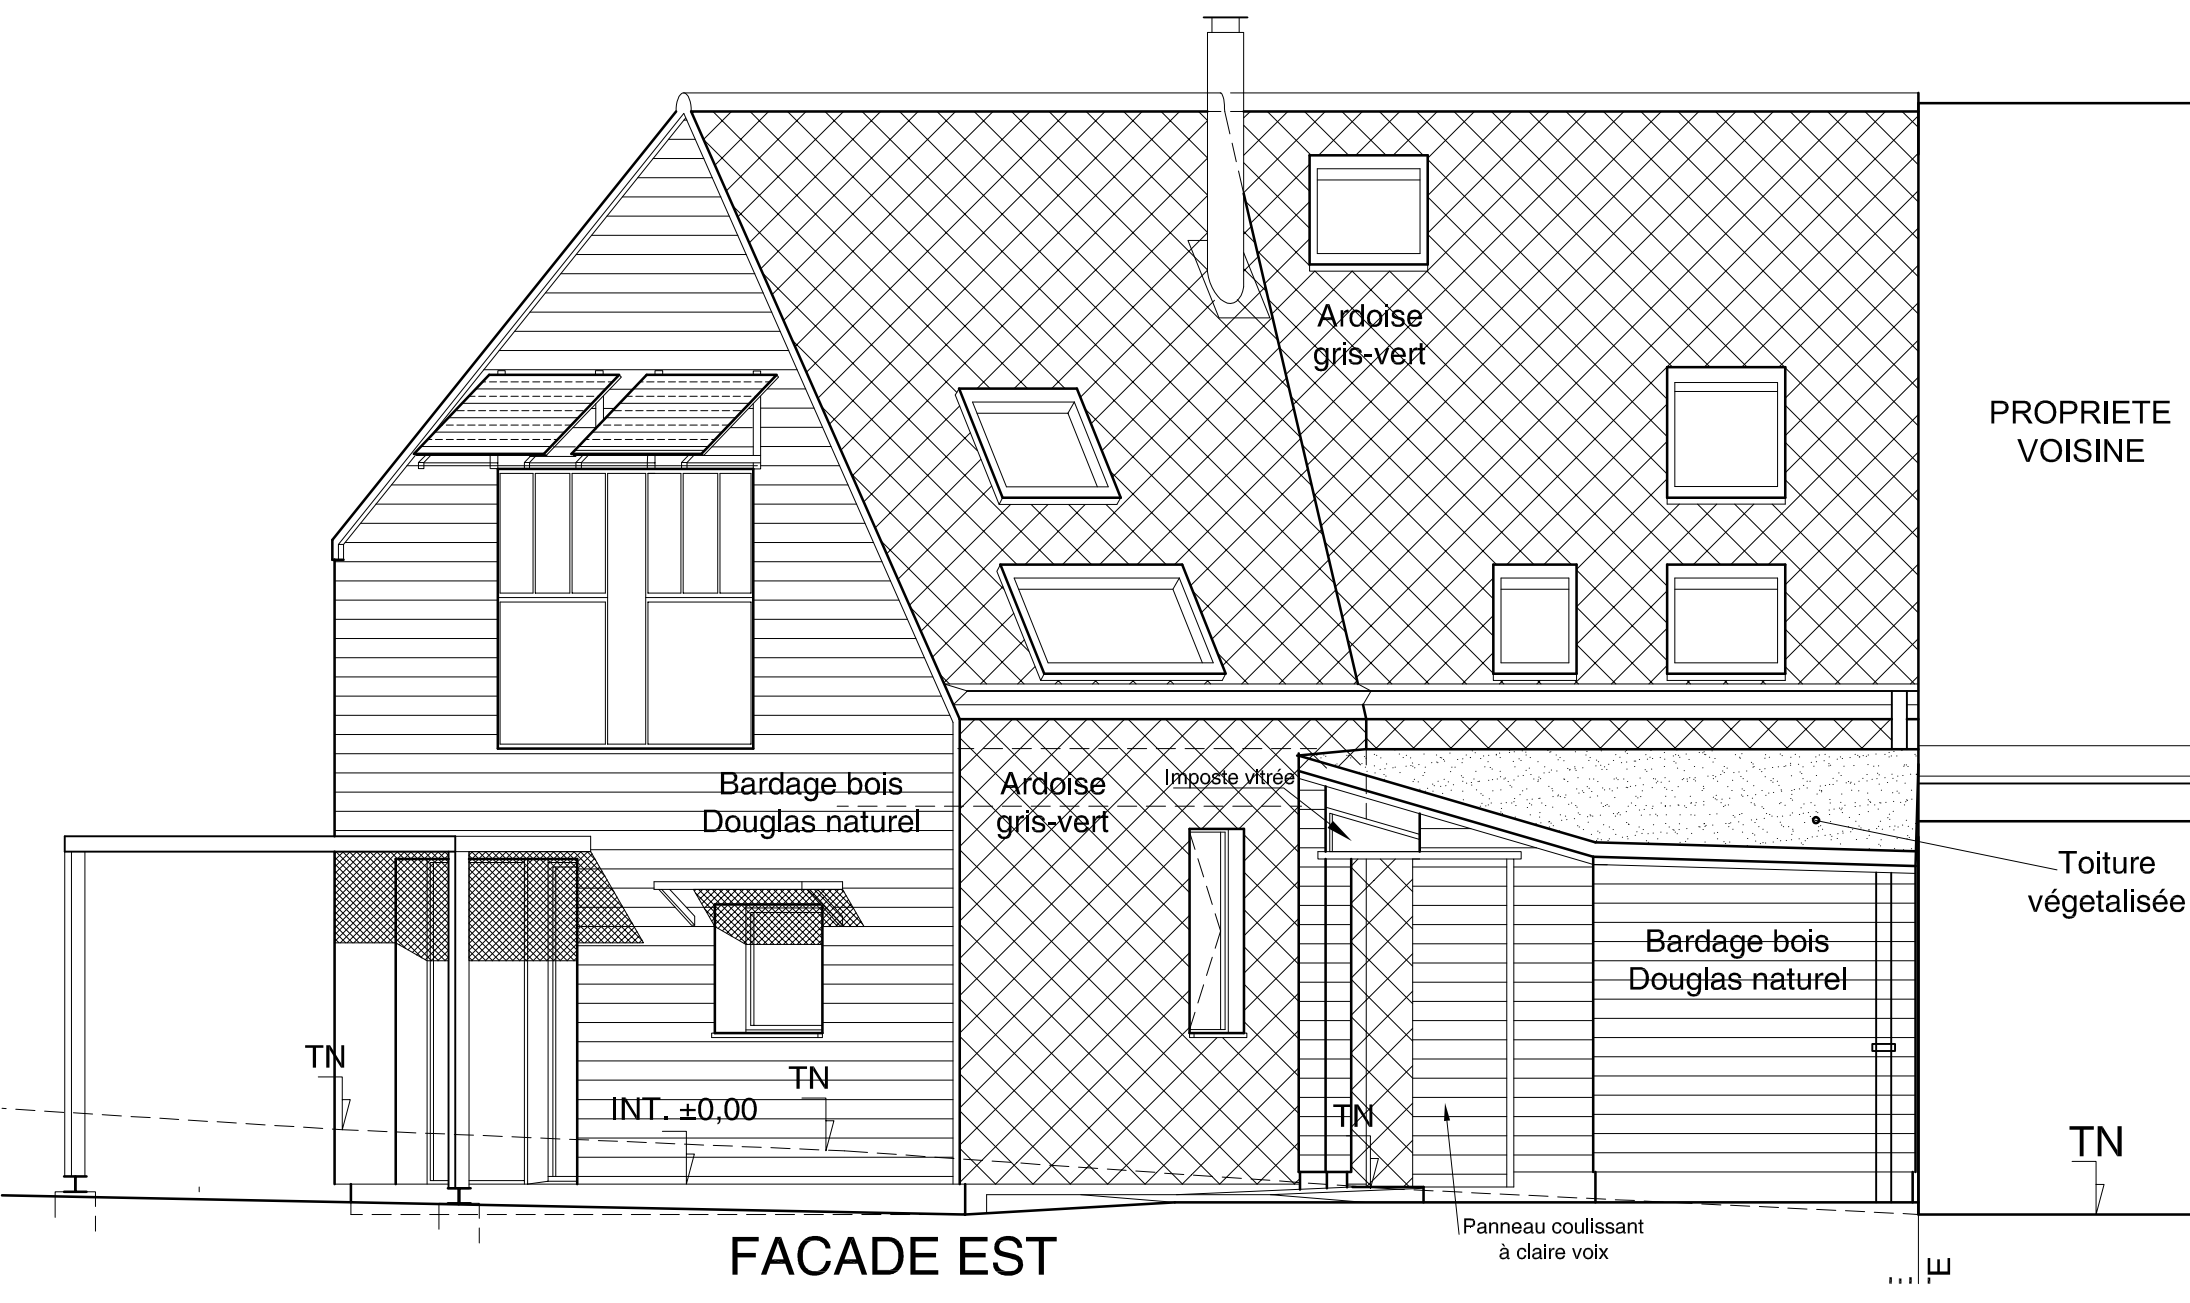 Ardoise
gris-vert
PROPRIETE
VOISINE
Bardage bois
Douglas naturel
Ardoise
gris-vert
Imposte vitrée
Toiture
végetalisée
Bardage bois
Douglas naturel
TN
TN
INT. ±0,00
TN
TN
Panneau coulissant
à claire voix
FACADE EST